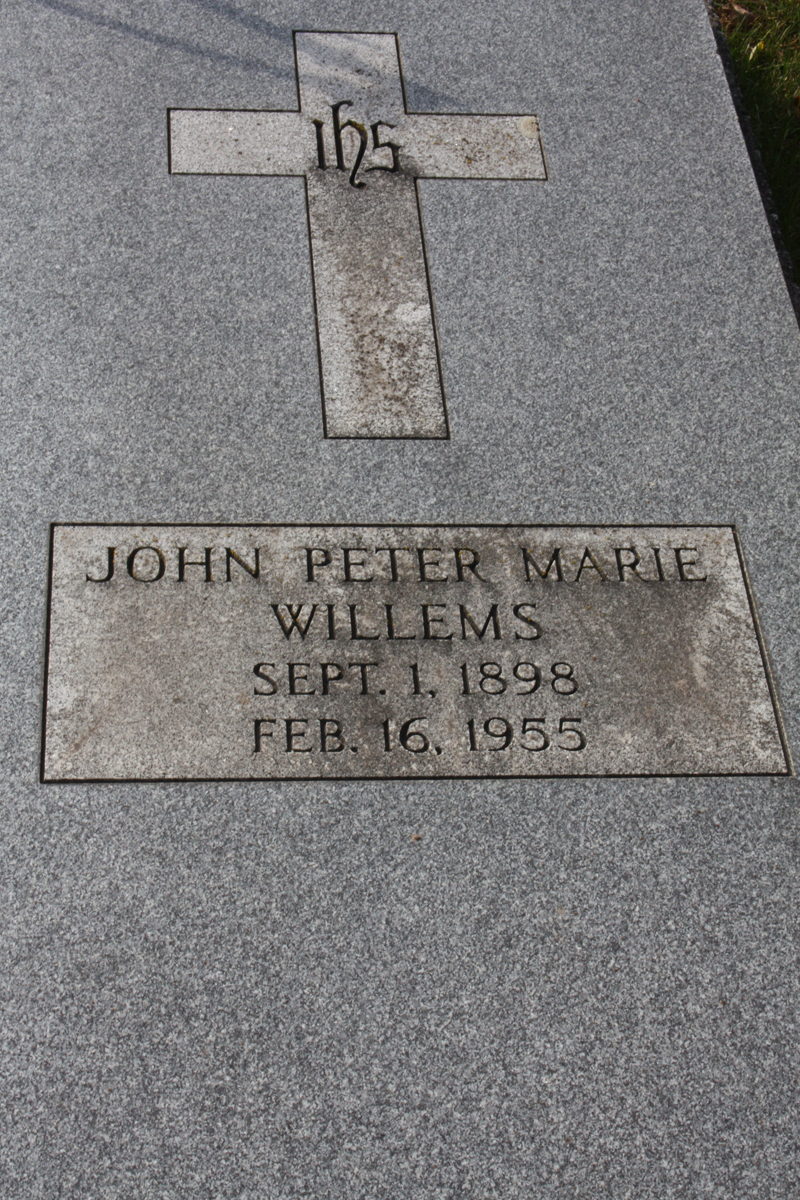 ihs
JOHN PETER MARIE
WILLEMS
SEPT. 1, 1898
FEB. 16, 1955